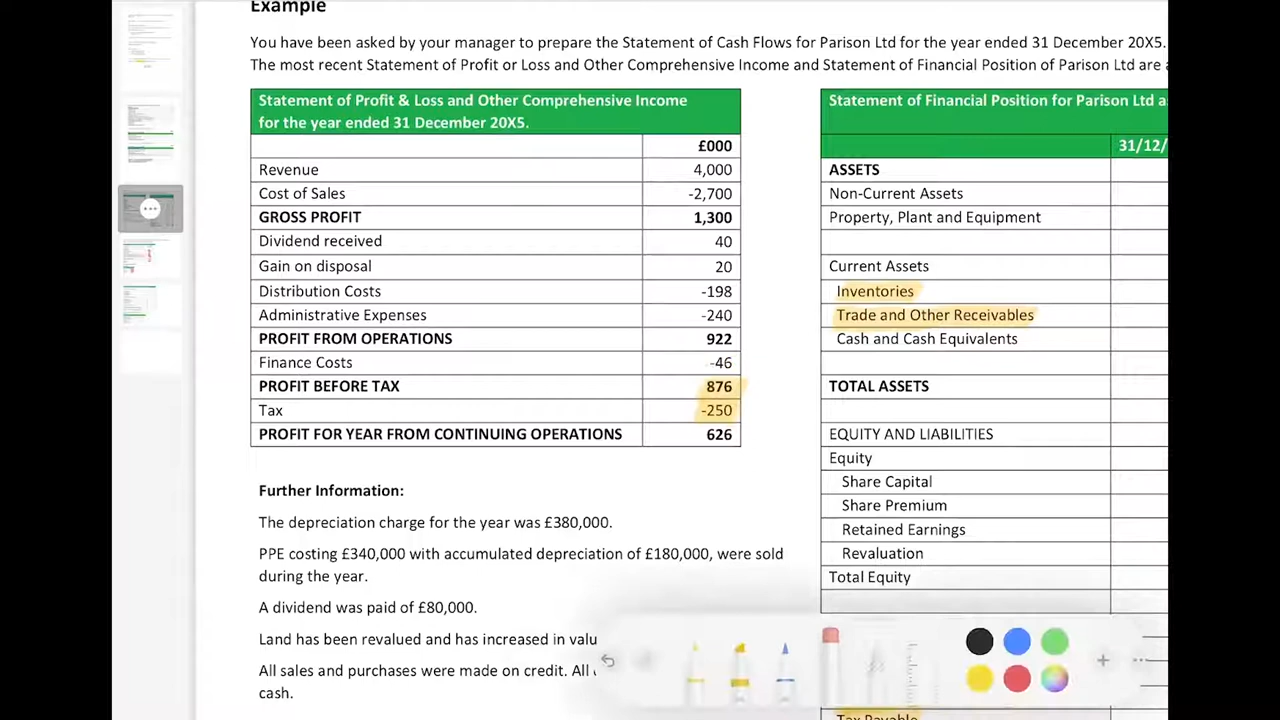 Example
You have been asked by your manager to prepare the Statement of Cash Flows for Parison Ltd for the year ended 31 December 20X5.
The most recent Statement of Profit or Loss and Other Comprehensive Income and Statement of Financial Position of Parison Ltd are a
Statement of Profit/Loss and Other Comprehensive Income
for the year ended 31 December 20X5.
£000
Revenue 4,000
Cost of Sales -2,700
GROSS PROFIT 1,300
Dividend received 40
Gain on disposal 20
Distribution Costs -198
Administrative Expenses -240
PROFIT FROM OPERATIONS 922
Finance Costs -46
PROFIT BEFORE TAX 876
Tax -250
PROFIT FOR YEAR FROM CONTINUING OPERATIONS 626
Further Information:
The depreciation charge for the year was £380,000.
PPE costing £340,000 with accumulated depreciation of £180,000, were sold
during the year.
A dividend was paid of £80,000.
Land has been revalued and has increased in valu
All sales and purchases were made on credit. All
cash.
Statement of Financial Position for Parison Ltd a
31/12/
ASSETS
Non-Current Assets
Property, Plant and Equipment
Current Assets
Inventories
Trade and Other Receivables
Cash and Cash Equivalents
TOTAL ASSETS
EQUITY AND LIABILITIES
Equity
Share Capital
Share Premium
Retained Earnings
Revaluation
Total Equity
Tax Payable